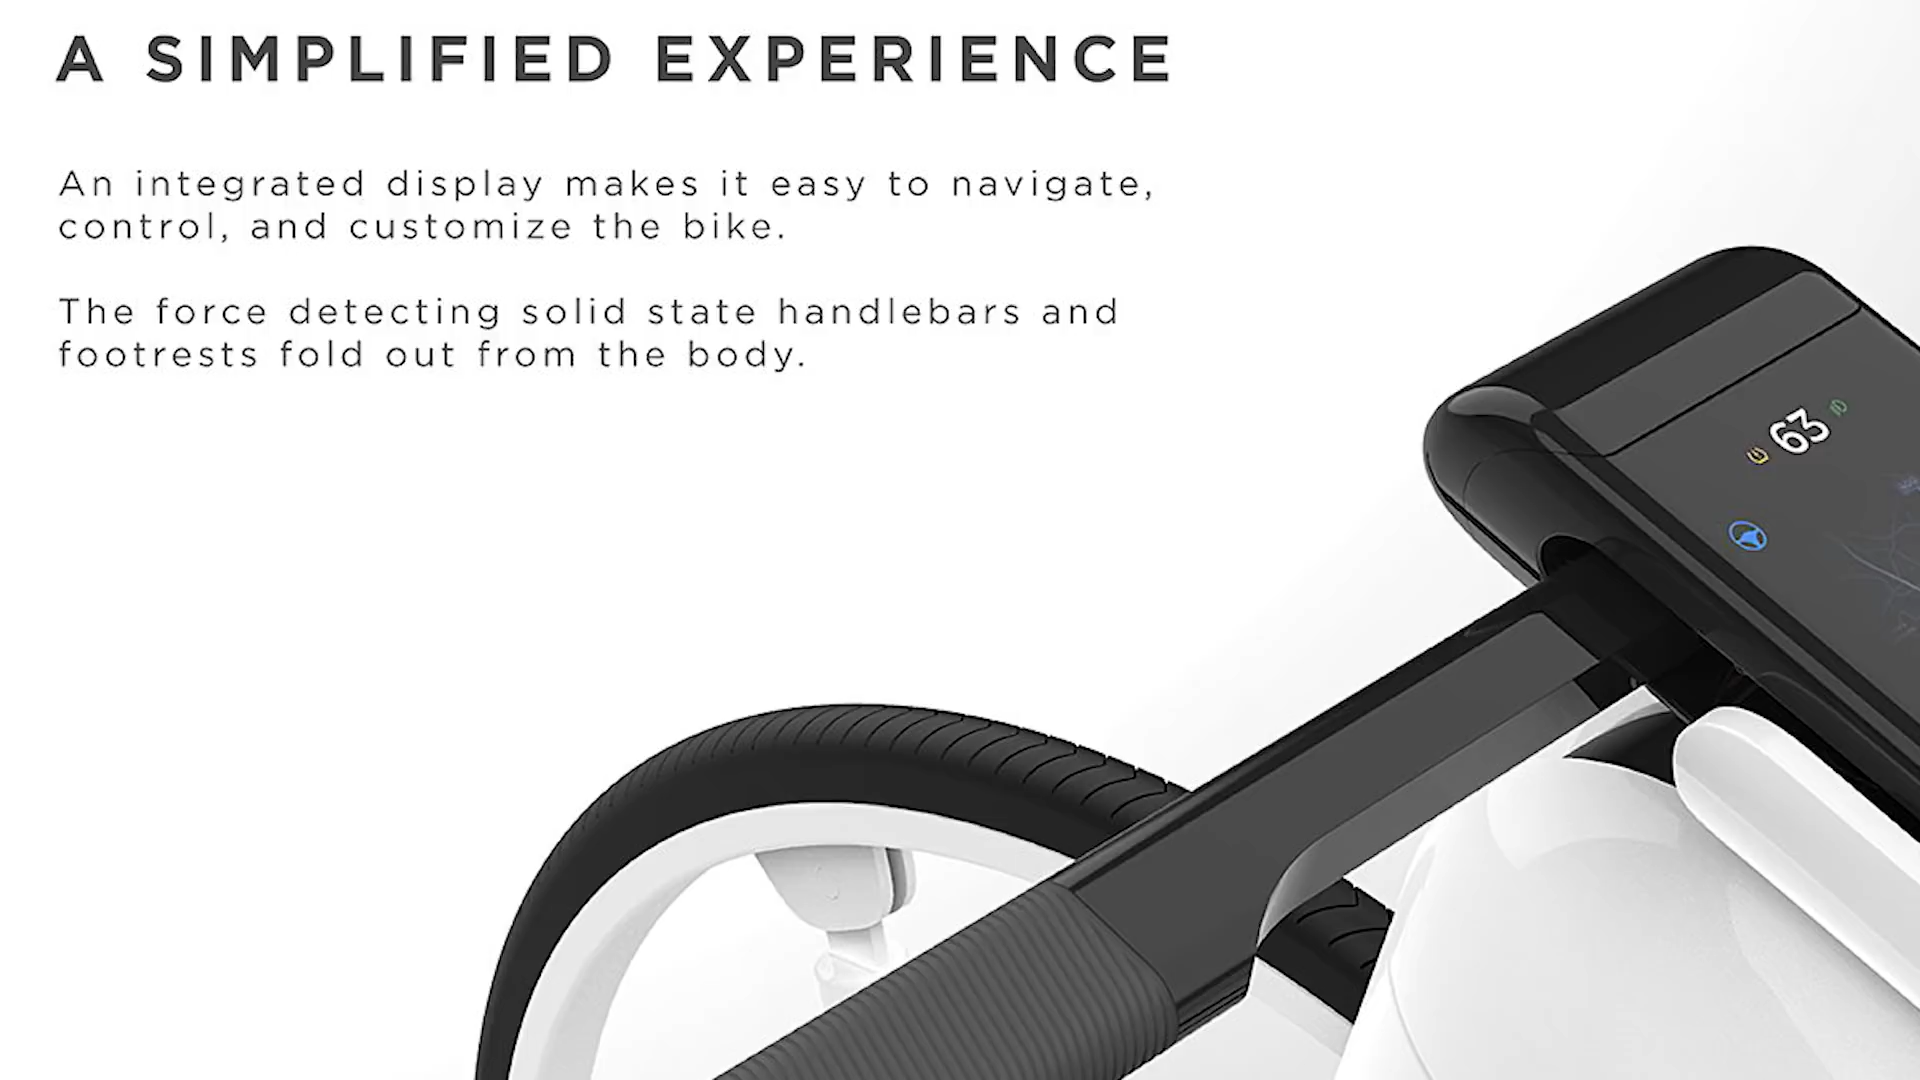 A SIMPLIFIED EXPERIENCE
An integrated display makes it easy to navigate,
control, and customize the bike.
The force detecting solid state handlebars and
footrests fold out from the body.
63